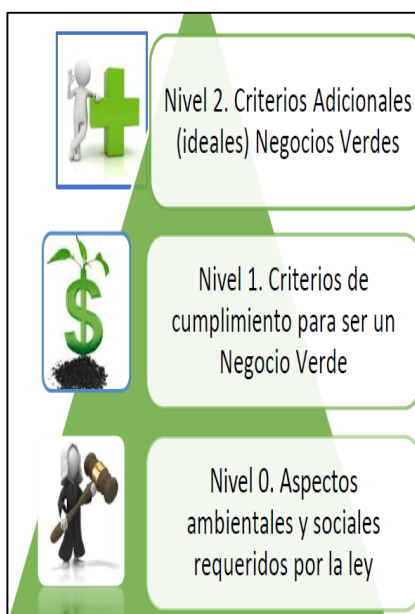 Nivel 2. Criterios Adicionales
(ideales) Negocios Verdes
Nivel 1. Criterios de
cumplimiento para ser un
Negocio Verde
Nivel 0. Aspectos
ambientales y sociales
requeridos por la ley